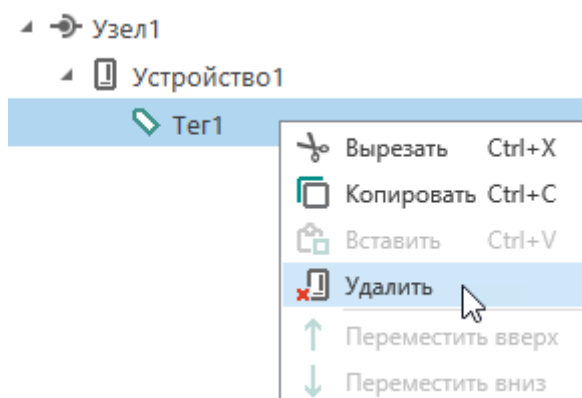 Узел1
Устройство1
Тег1
Вырезать Ctrl+X
Копировать Ctrl+C
Вставить Ctrl+V
Удалить
Переместить вверх
Переместить вниз